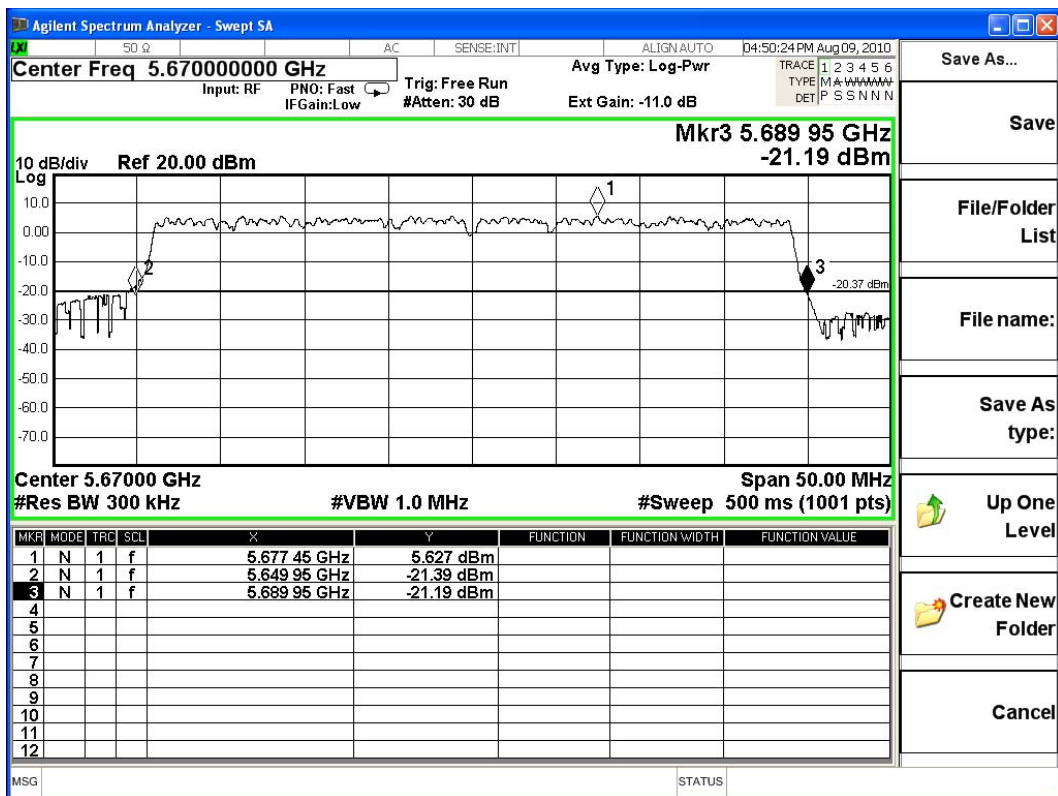 Agilent Spectrum Analyzer - Swept SA
LXI 50 Ω AC SENSE:INT ALIGN AUTO 04:50:24 PM Aug 09, 2010
Center Freq 5.670000000 GHz
Input: RF PNO: Fast IFGain:Low
Trig: Free Run #Atten: 30 dB
Avg Type: Log-Pwr
Ext Gain: -11.0 dB
TRACE 1 2 3 4 5 6
TYPE M A W W W W
DET P S S N N N
Mkr3 5.689 95 GHz
-21.19 dBm
10 dB/div Ref 20.00 dBm
Log
10.0
0.00
-10.0
-20.0
-30.0
-40.0
-50.0
-60.0
-70.0
1
2
3
-20.37 dBm
Center 5.67000 GHz Span 50.00 MHz
#Res BW 300 kHz #VBW 1.0 MHz #Sweep 500 ms (1001 pts)
MKR MODE TRC SCL X Y FUNCTION FUNCTION WIDTH FUNCTION VALUE
1 N 1 f 5.677 45 GHz 5.627 dBm
2 N 1 f 5.649 95 GHz -21.39 dBm
3 N 1 f 5.689 95 GHz -21.19 dBm
4
5
6
7
8
9
10
11
12
MSG STATUS
Save As...
Save
File/Folder
List
File name:
Save As
type:
Up One
Level
Create New
Folder
Cancel